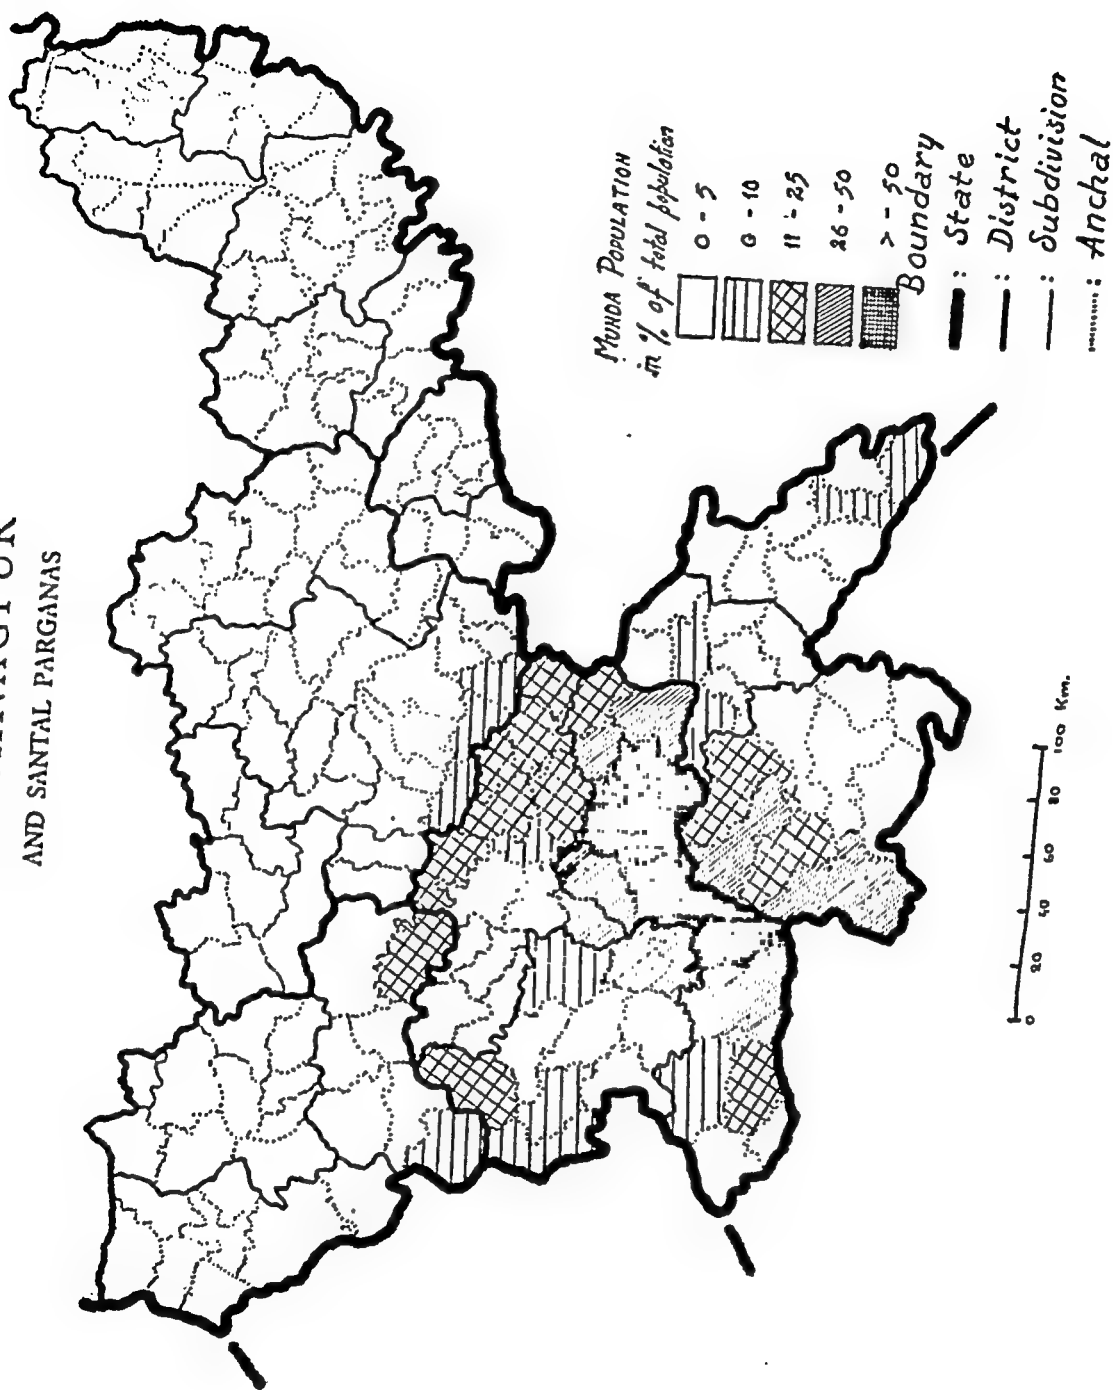 AND SANTAL PARGANAS
MUNDA POPULATION
in % of total population
0 - 5
6 - 10
11 - 25
26 - 50
> - 50
Boundary
: State
: District
: Subdivision
: Anchal
0 20 40 60 80 100 Km.